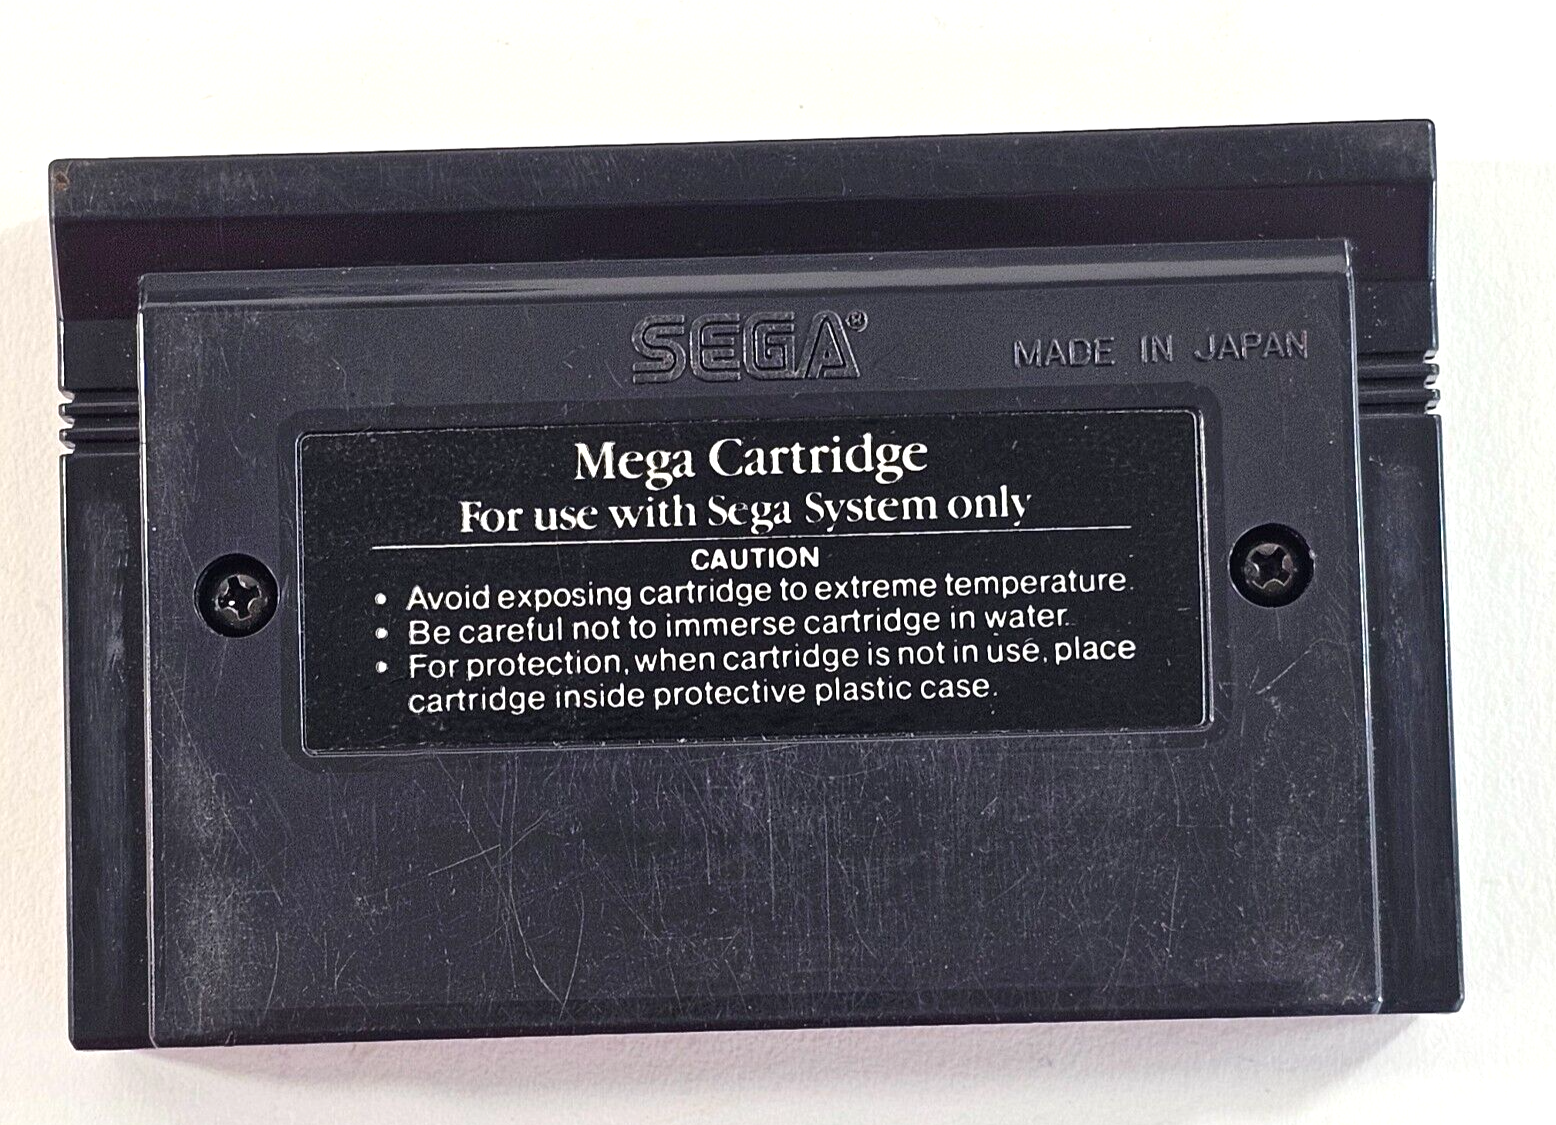 SEGA®
MADE IN JAPAN
Mega Cartridge
For use with Sega System only
CAUTION
• Avoid exposing cartridge to extreme temperature.
• Be careful not to immerse cartridge in water.
• For protection, when cartridge is not in use, place
cartridge inside protective plastic case.